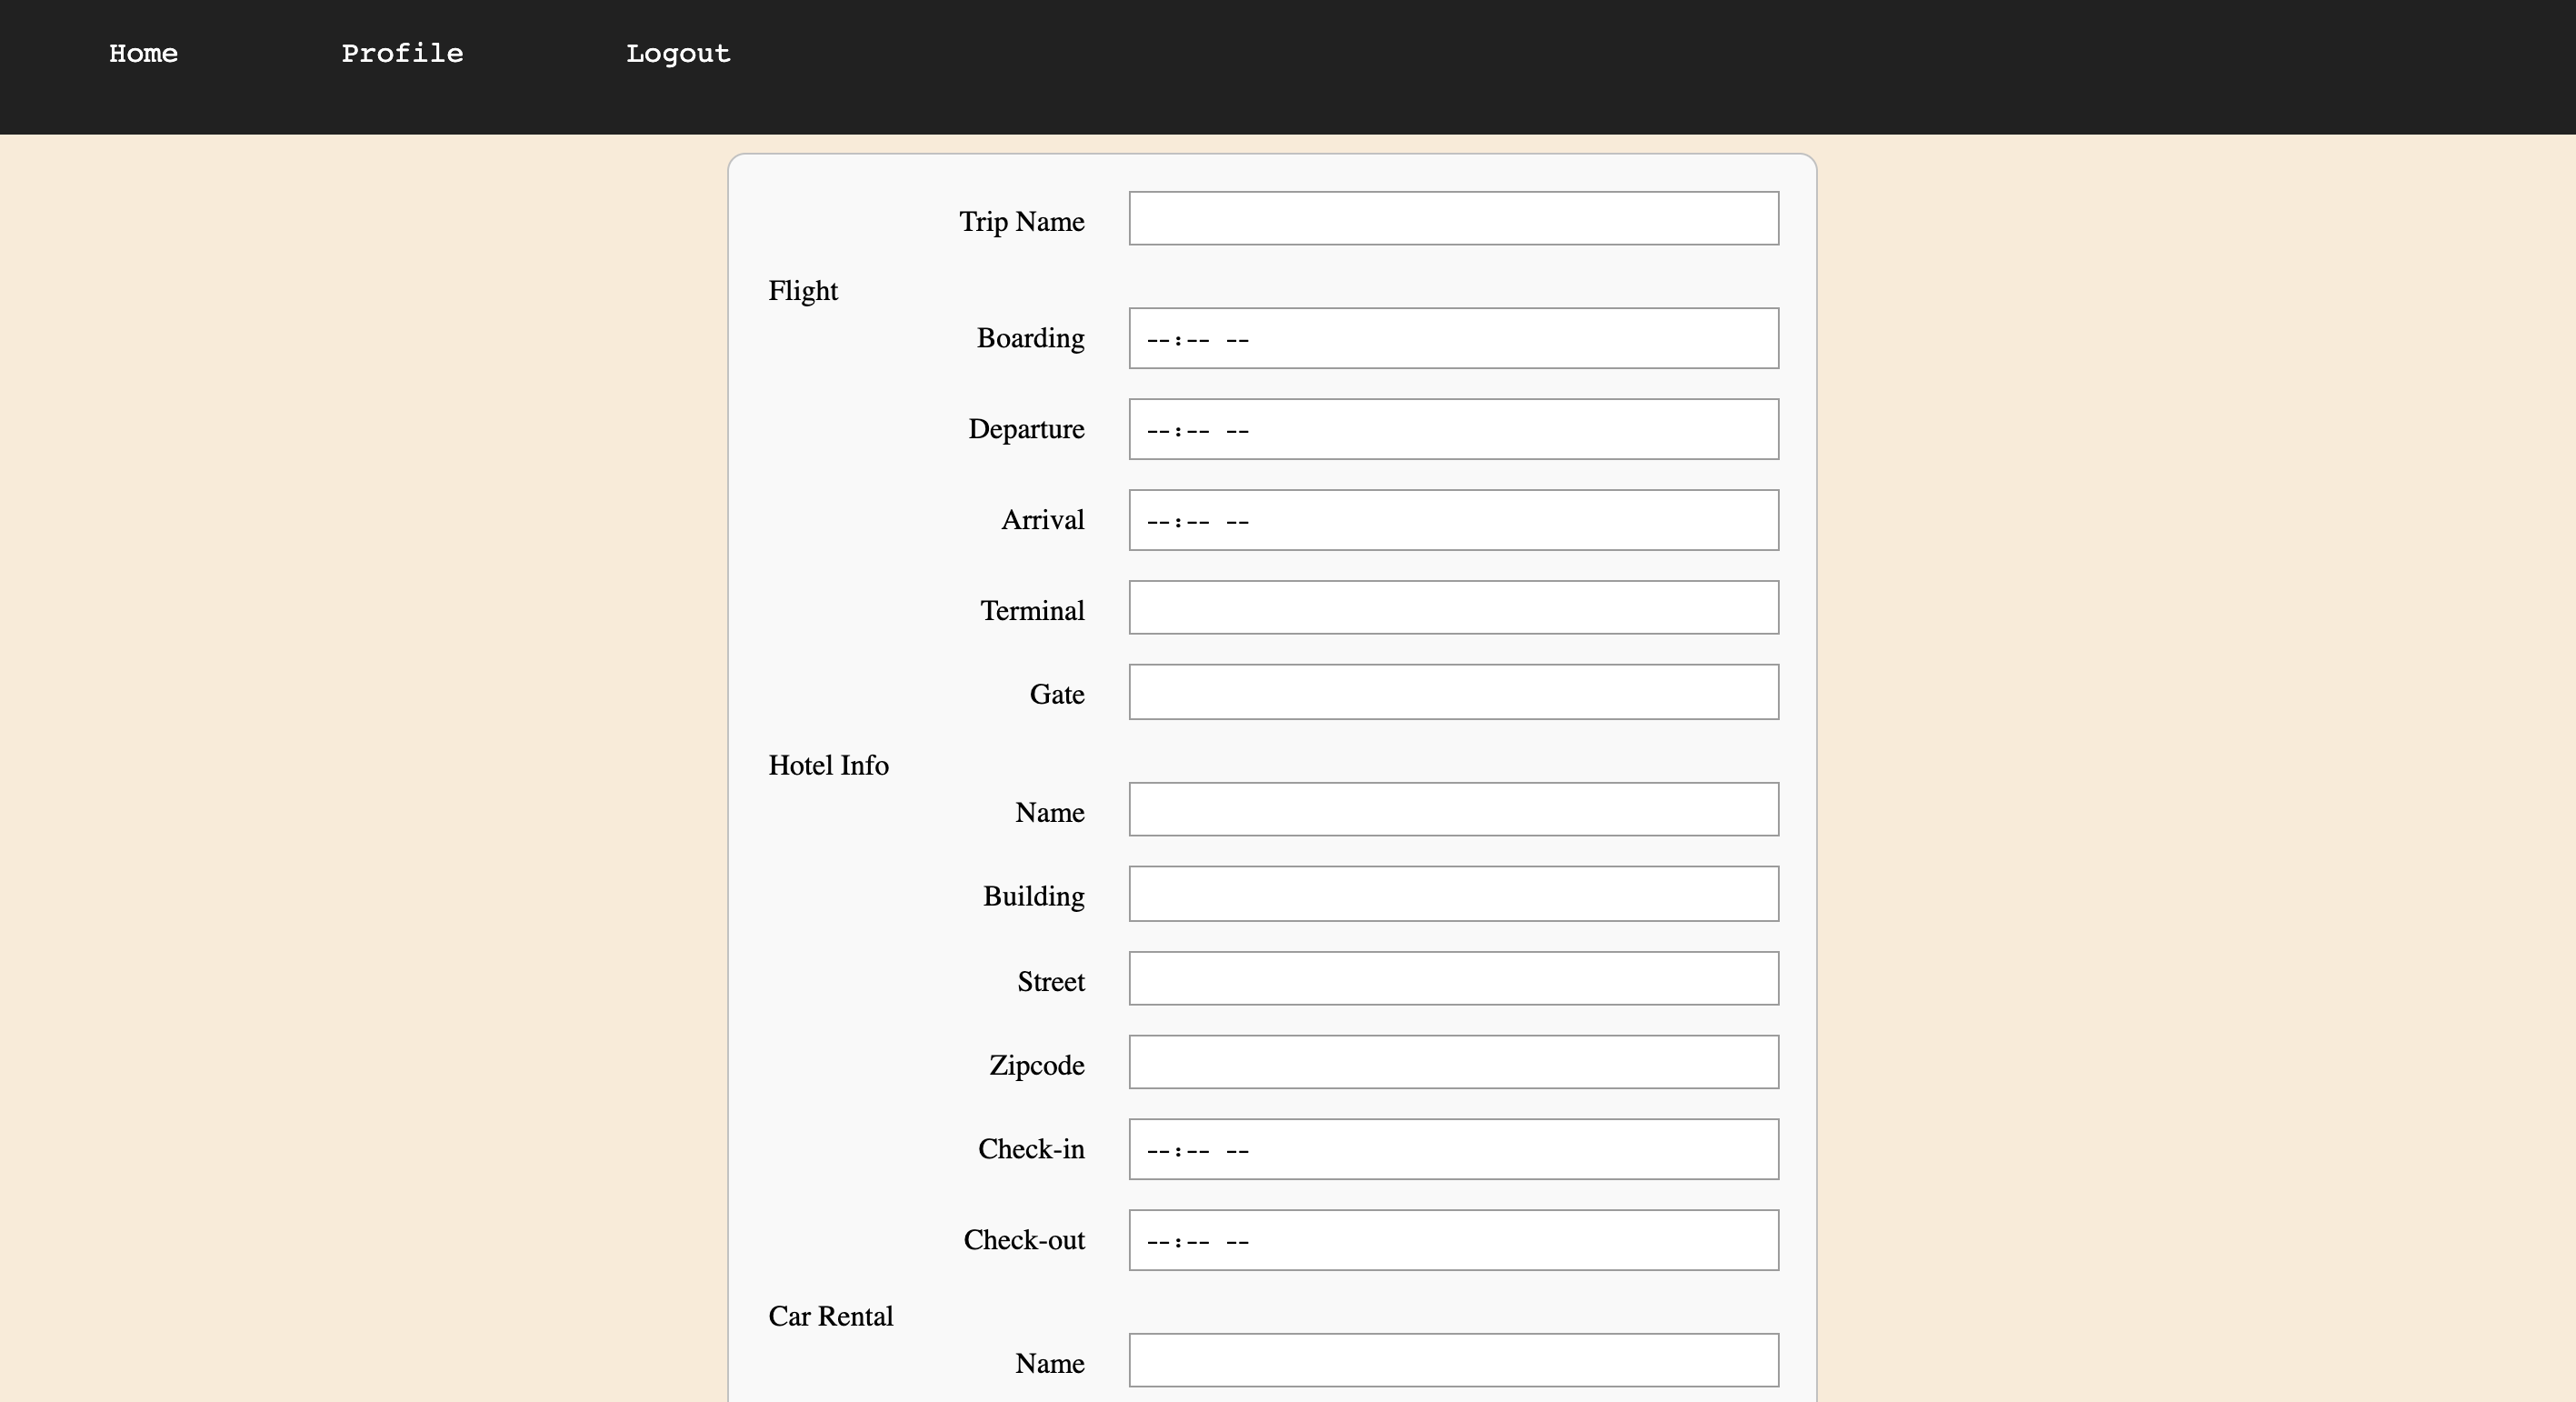 Home Profile Logout
Trip Name
Flight
Boarding --:-- --
Departure --:-- --
Arrival --:-- --
Terminal
Gate
Hotel Info
Name
Building
Street
Zipcode
Check-in --:-- --
Check-out --:-- --
Car Rental
Name